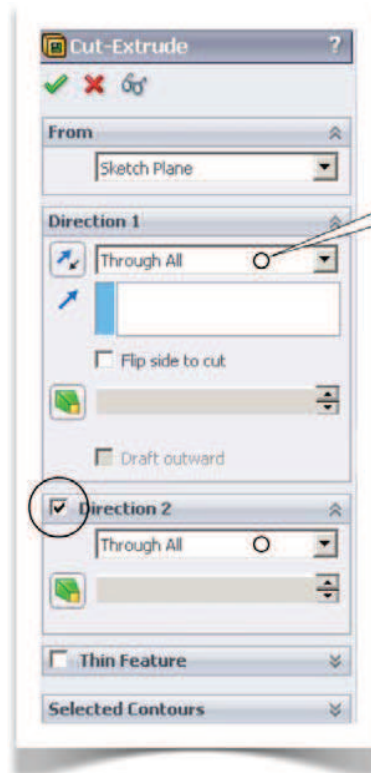 Cut-Extrude ?
From
Sketch Plane
Direction 1
Through All
Flip side to cut
Draft outward
Direction 2
Through All
Thin Feature
Selected Contours